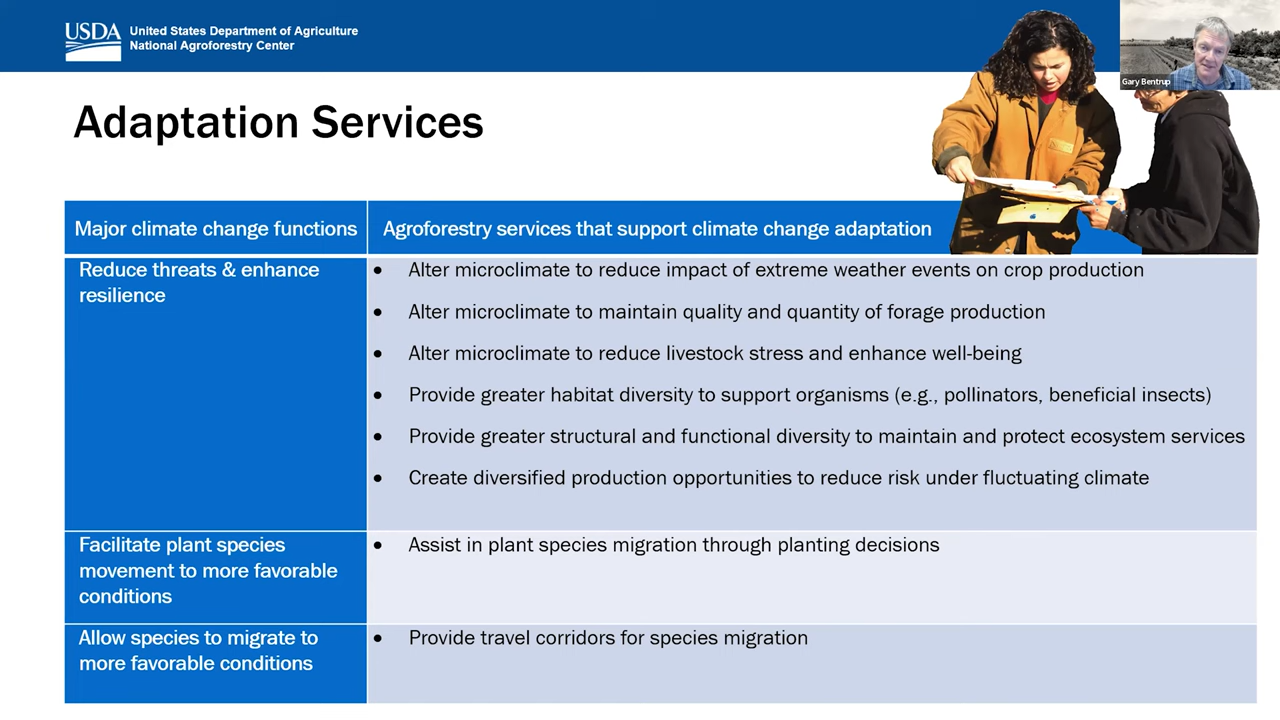 USDA
United States Department of Agriculture
National Agroforestry Center
Gary Bentrup
Adaptation Services
Major climate change functions
Agroforestry services that support climate change adaptation
Reduce threats & enhance
resilience
• Alter microclimate to reduce impact of extreme weather events on crop production
• Alter microclimate to maintain quality and quantity of forage production
• Alter microclimate to reduce livestock stress and enhance well-being
• Provide greater habitat diversity to support organisms (e.g., pollinators, beneficial insects)
• Provide greater structural and functional diversity to maintain and protect ecosystem services
• Create diversified production opportunities to reduce risk under fluctuating climate
Facilitate plant species
movement to more favorable
conditions
• Assist in plant species migration through planting decisions
Allow species to migrate to
more favorable conditions
• Provide travel corridors for species migration